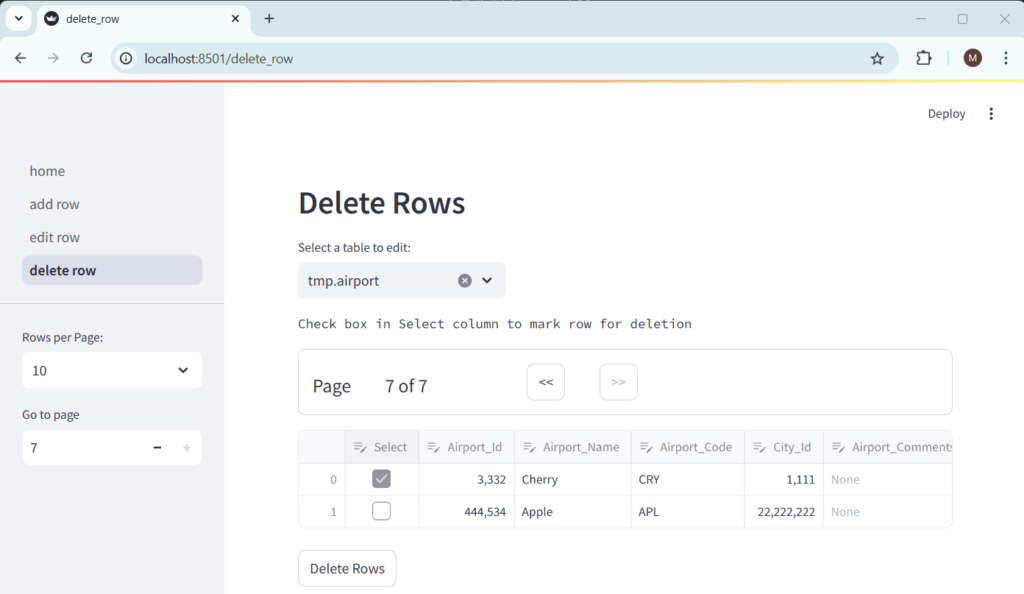 delete_row
localhost:8501/delete_row
M
Deploy
home
add row
edit row
delete row
Rows per Page:
10
Go to page
7
Delete Rows
Select a table to edit:
tmp.airport
Check box in Select column to mark row for deletion
Page 7 of 7 << >>
Select Airport_Id Airport_Name Airport_Code City_Id Airport_Comments
0 3,332 Cherry CRY 1,111 None
1 444,534 Apple APL 22,222,222 None
Delete Rows